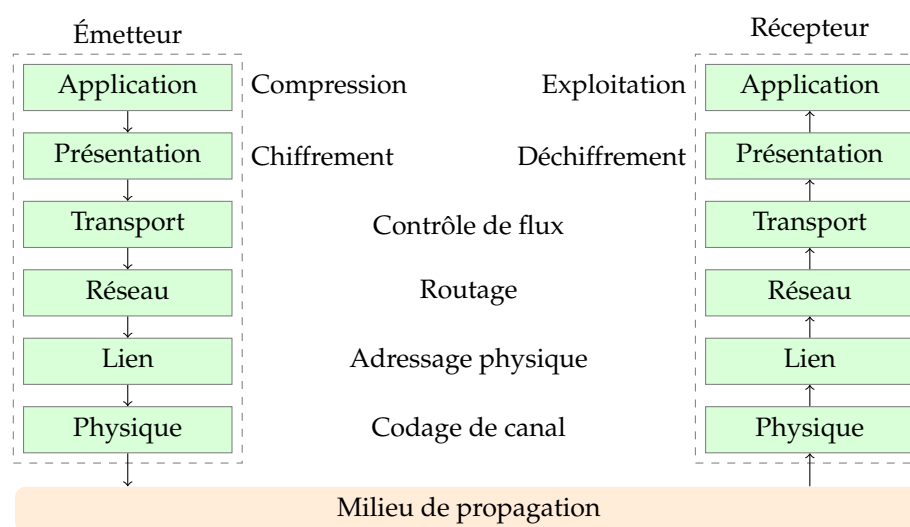 Émetteur
Récepteur
Application
Compression
Exploitation
Application
Présentation
Chiffrement
Déchiffrement
Présentation
Transport
Contrôle de flux
Transport
Réseau
Routage
Réseau
Lien
Adressage physique
Lien
Physique
Codage de canal
Physique
Milieu de propagation